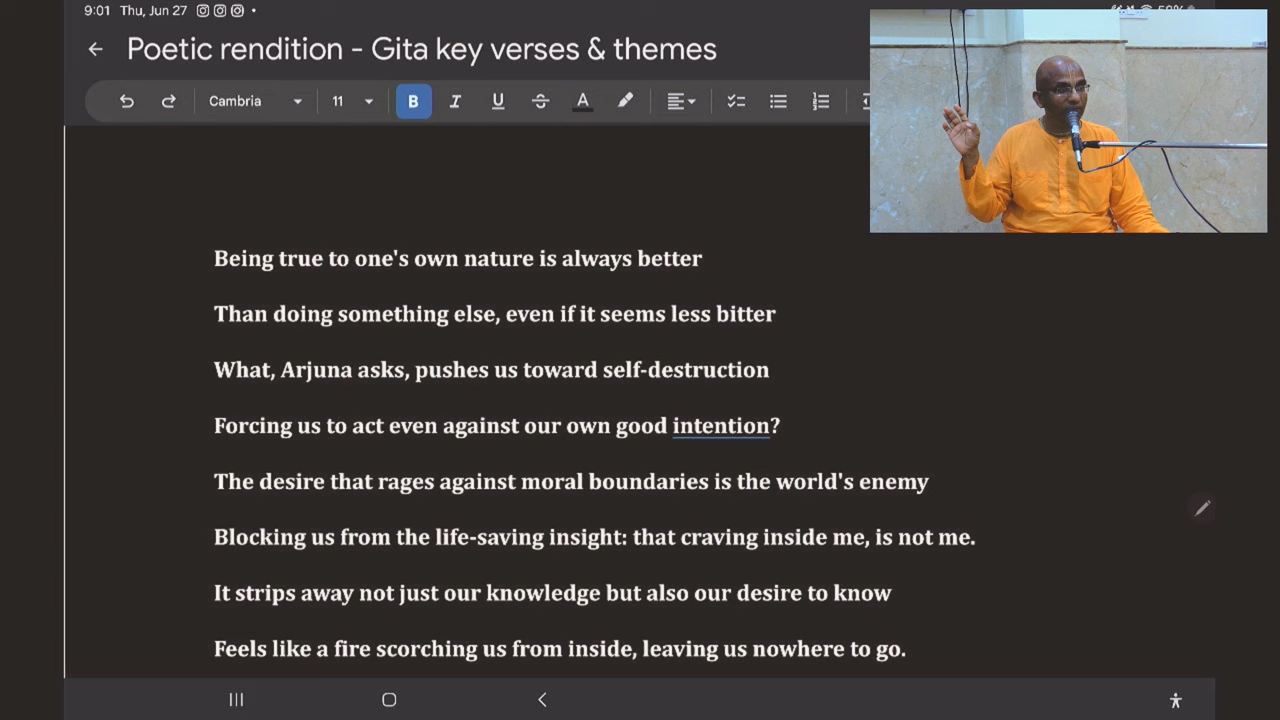 9:01 Thu, Jun 27
Poetic rendition - Gita key verses & themes
Cambria 11 B I U S A
Being true to one's own nature is always better
Than doing something else, even if it seems less bitter
What, Arjuna asks, pushes us toward self-destruction
Forcing us to act even against our own good intention?
The desire that rages against moral boundaries is the world's enemy
Blocking us from the life-saving insight: that craving inside me, is not me.
It strips away not just our knowledge but also our desire to know
Feels like a fire scorching us from inside, leaving us nowhere to go.